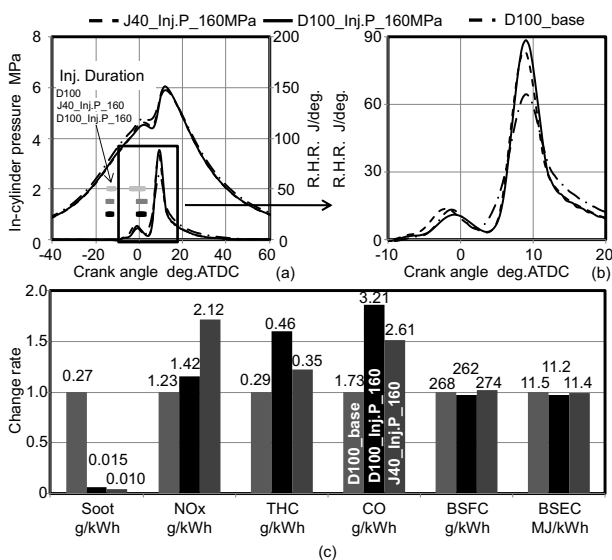 J40_Inj.P_160MPa D100_Inj.P_160MPa D100_base
In-cylinder pressure MPa
8
6
4
2
0
Inj. Duration
D100
J40_Inj.P_160
D100_Inj.P_160
200
150
100
50
0
R.H.R. J/deg.
-40 -20 0 20 40 60
Crank angle deg.ATDC
(a)
R.H.R. J/deg.
90
60
30
0
-10 0 10 20
Crank angle deg.ATDC
(b)
Change rate
2.0
1.5
1.0
0.5
0
0.27 0.015 0.010
1.23 1.42 2.12
0.29 0.46 0.35
1.73 3.21 2.61
268 262 274
11.5 11.2 11.4
D100_base
D100_Inj.P_160
J40_Inj.P_160
Soot NOx THC CO BSFC BSEC
g/kWh g/kWh g/kWh g/kWh g/kWh MJ/kWh
(c)